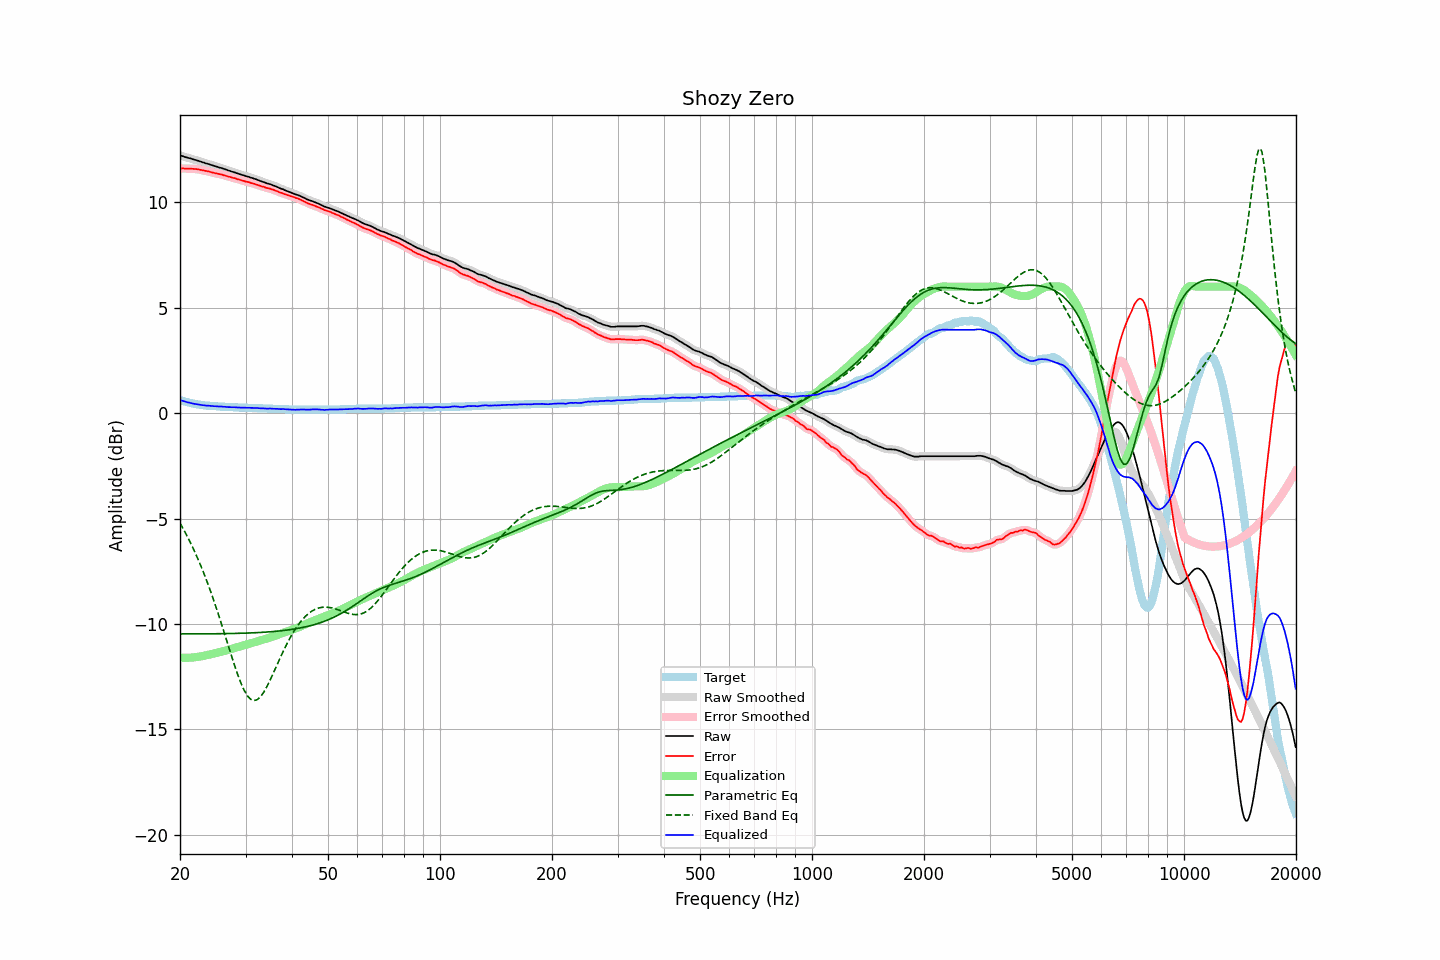 Shozy Zero
Amplitude (dBr)
10
5
0
−5
−10
−15
−20
Target
Raw Smoothed
Error Smoothed
Raw
Error
Equalization
Parametric Eq
Fixed Band Eq
Equalized
20 50 100 200 500 1000 2000 5000 10000 20000
Frequency (Hz)